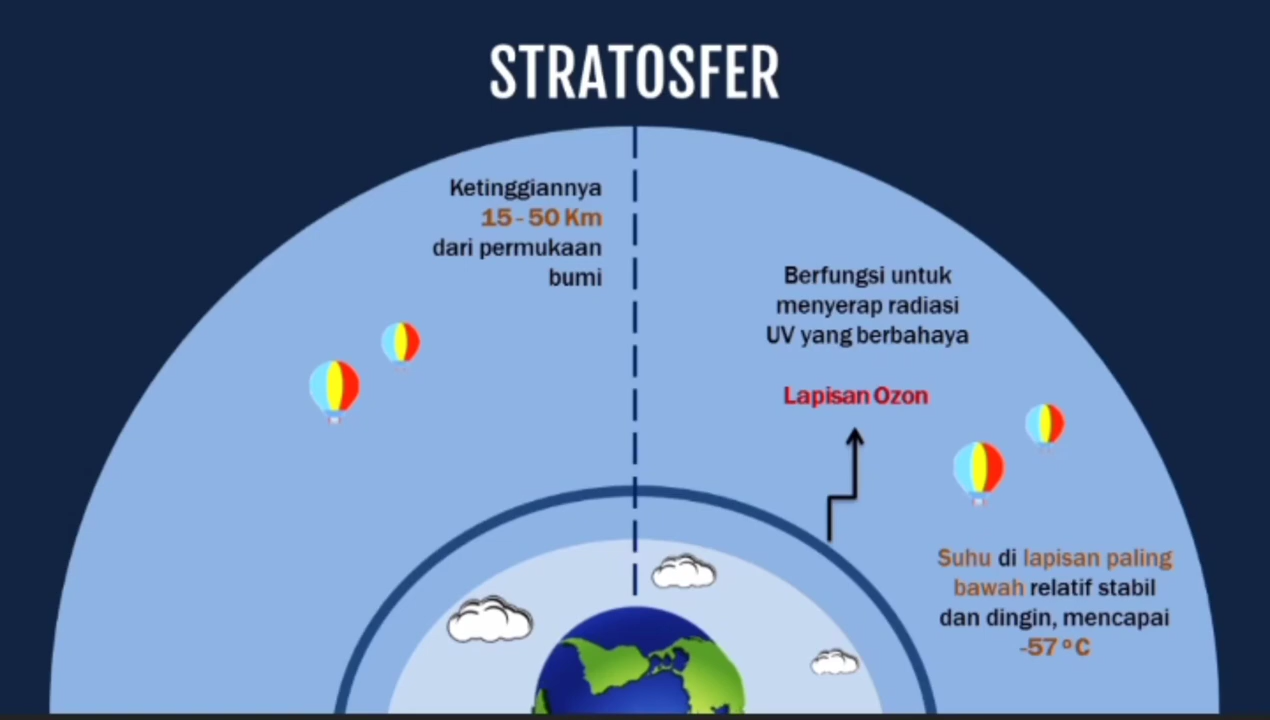 STRATOSFER
Ketinggiannya
15 - 50 Km
dari permukaan
bumi
Berfungsi untuk
menyerap radiasi
UV yang berbahaya
Lapisan Ozon
Suhu di lapisan paling
bawah relatif stabil
dan dingin, mencapai
-57 ° C